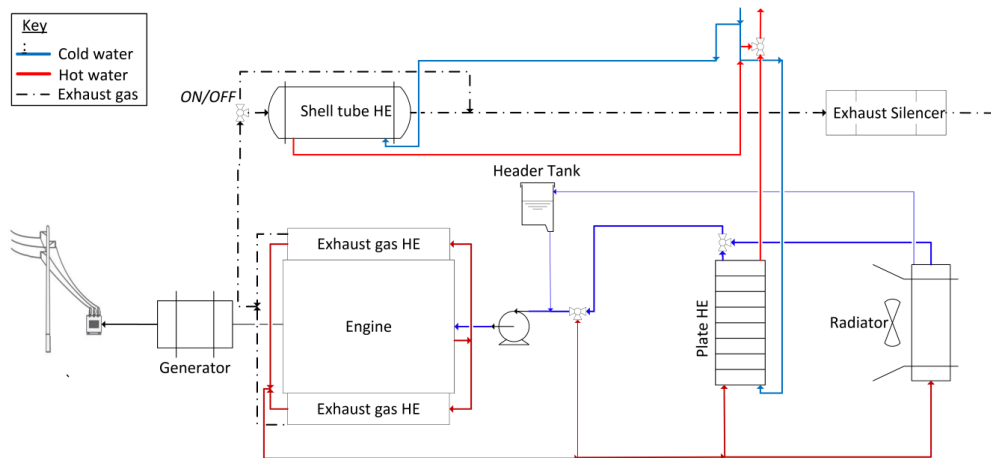 Key
Cold water
Hot water
Exhaust gas
ON/OFF
Shell tube HE
Exhaust Silencer
Header Tank
Exhaust gas HE
Engine
Plate HE
Radiator
Generator
Exhaust gas HE